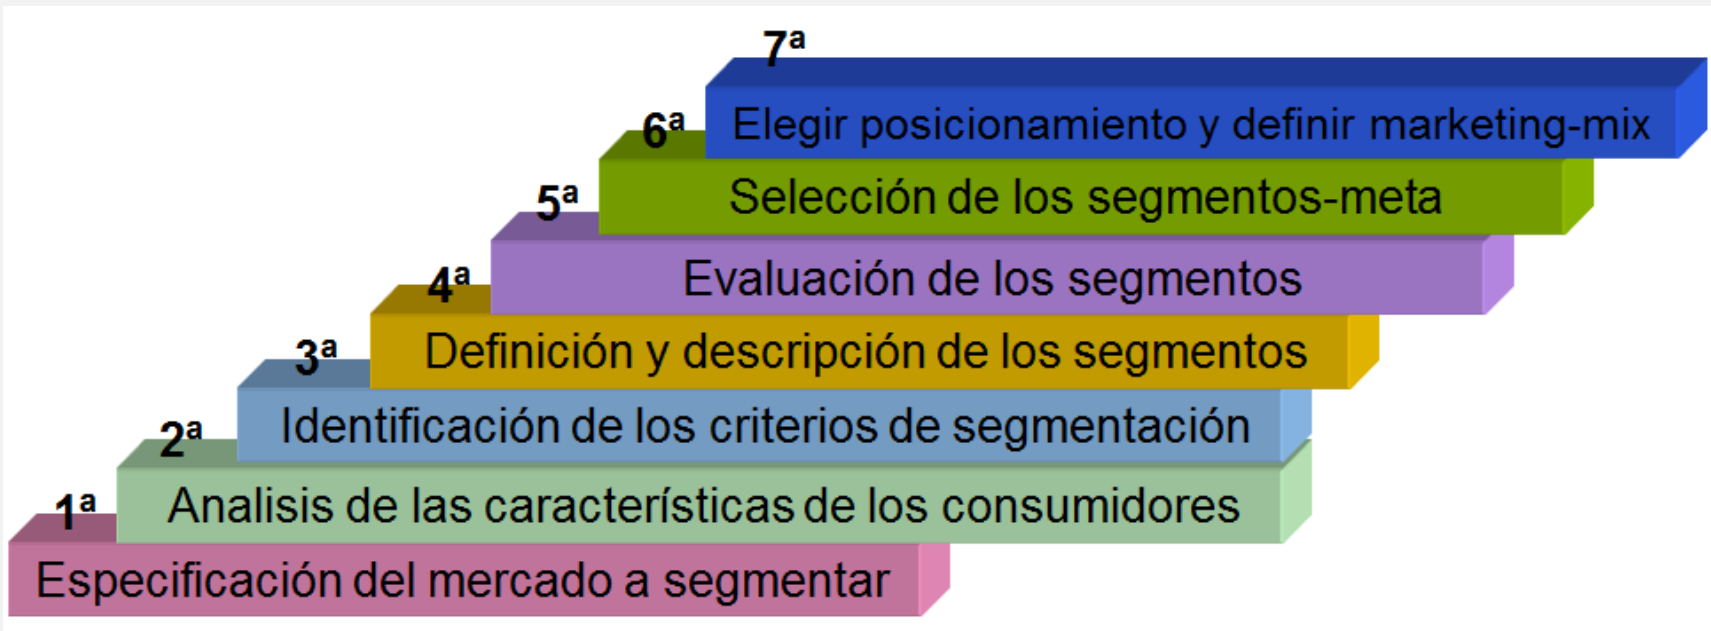 7ª
Elegir posicionamiento y definir marketing-mix
6ª
Selección de los segmentos-meta
5ª
Evaluación de los segmentos
4ª
Definición y descripción de los segmentos
3ª
Identificación de los criterios de segmentación
2ª
Analisis de las características de los consumidores
1ª
Especificación del mercado a segmentar